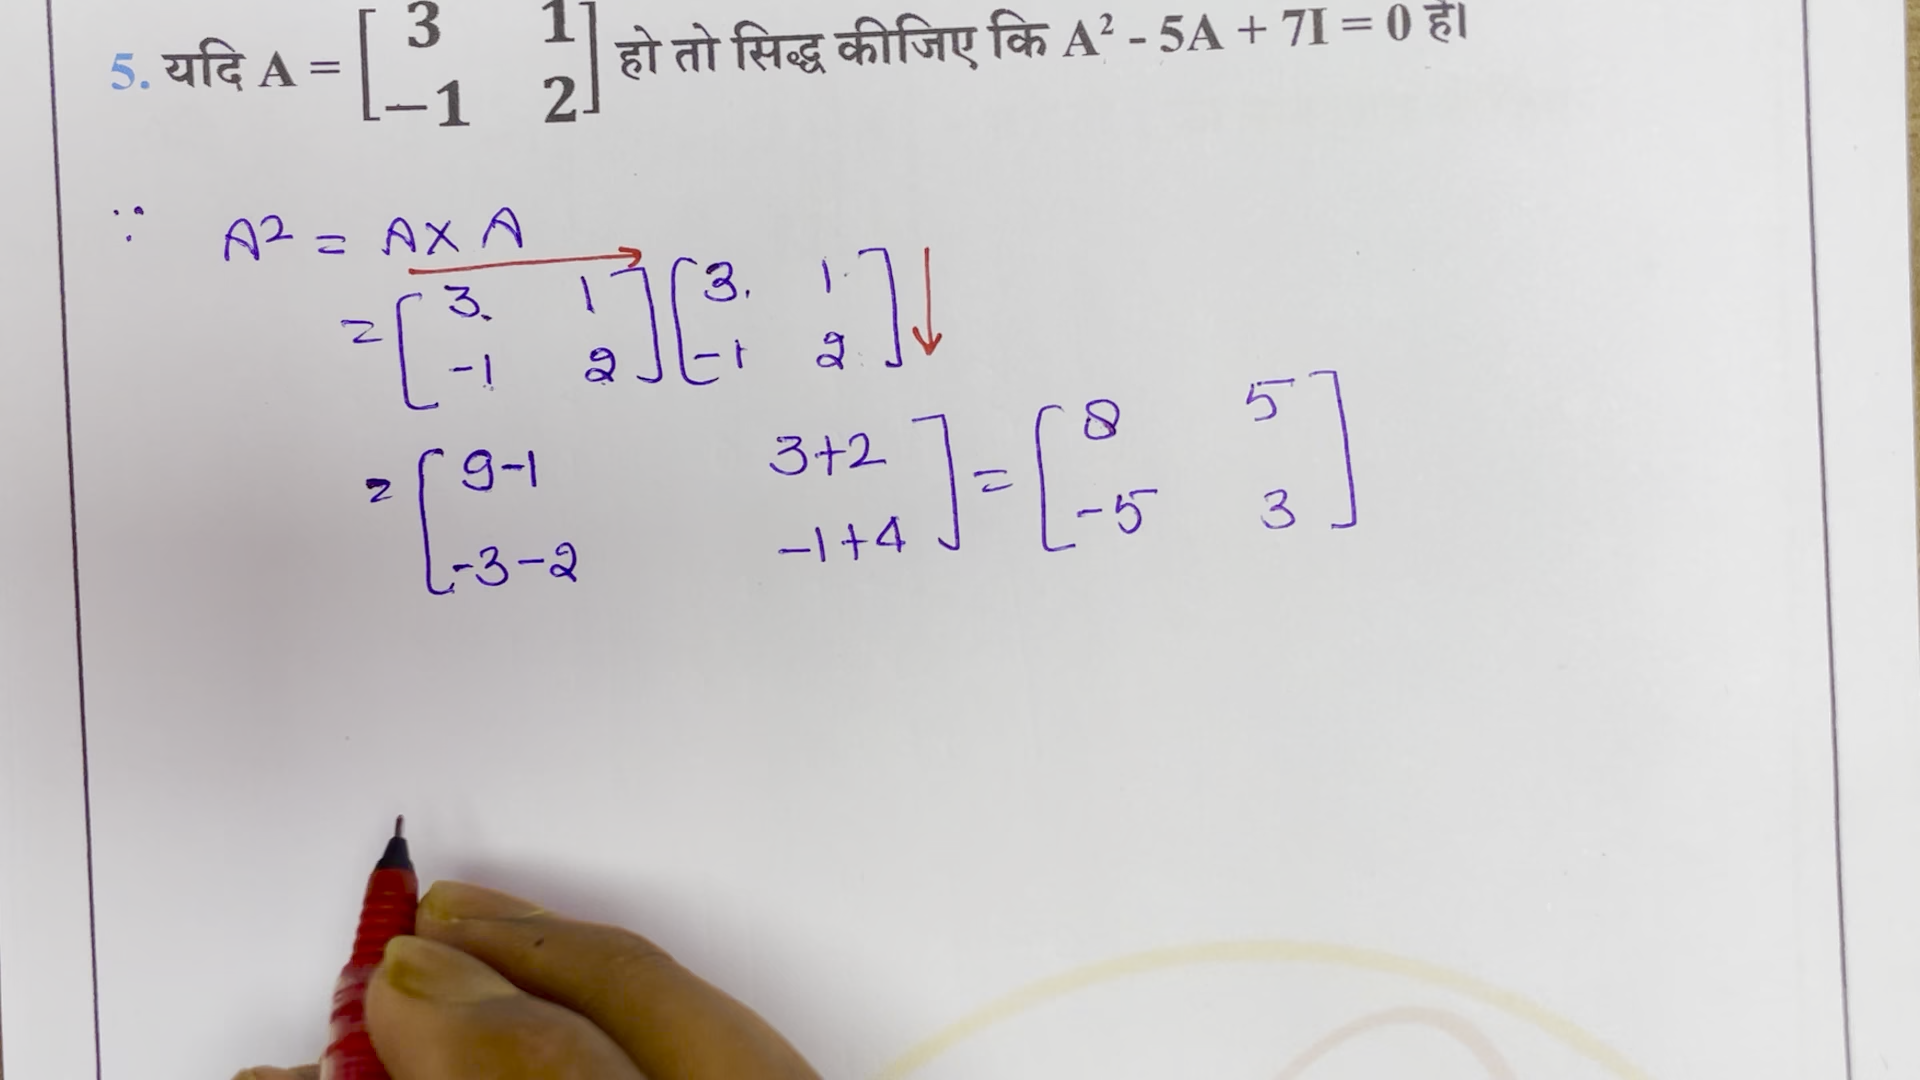 5. यदि A = [3 1 -1 2] हो तो सिद्ध कीजिए कि A² - 5A + 7I = 0 है।
∵ A² = A × A
= [3 1 -1 2] [3 1 -1 2]
= [9-1 3+2 -3-2 -1+4] = [8 5 -5 3]